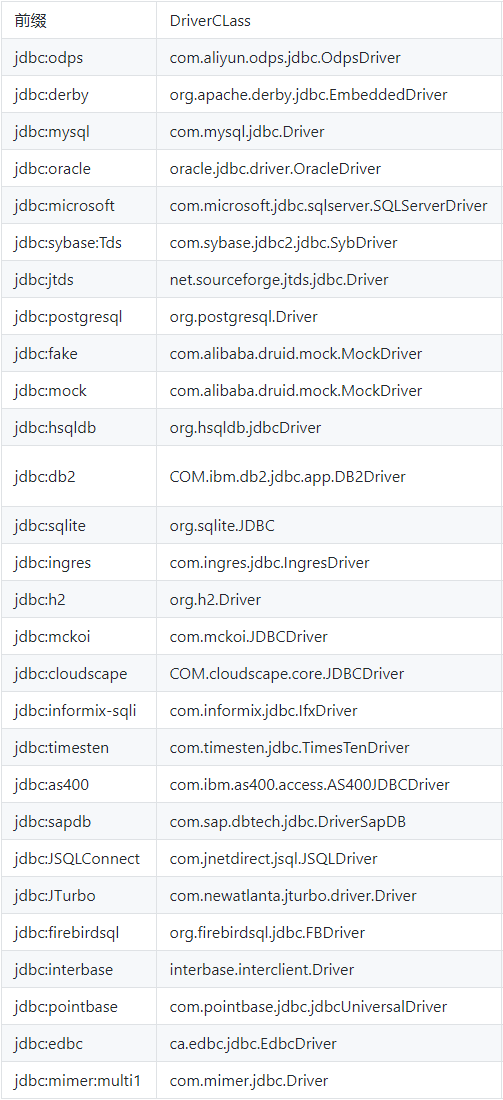 前缀 DriverCLass
jdbc:odps com.aliyun.odps.jdbc.OdpsDriver
jdbc:derby org.apache.derby.jdbc.EmbeddedDriver
jdbc:mysql com.mysql.jdbc.Driver
jdbc:oracle oracle.jdbc.driver.OracleDriver
jdbc:microsoft com.microsoft.jdbc.sqlserver.SQLServerDriver
jdbc:sybase:Tds com.sybase.jdbc2.jdbc.SybDriver
jdbc:jtds net.sourceforge.jtds.jdbc.Driver
jdbc:postgresql org.postgresql.Driver
jdbc:fake com.alibaba.druid.mock.MockDriver
jdbc:mock com.alibaba.druid.mock.MockDriver
jdbc:hsqldb org.hsqldb.jdbcDriver
jdbc:db2 COM.ibm.db2.jdbc.app.DB2Driver
jdbc:sqlite org.sqlite.JDBC
jdbc:ingres com.ingres.jdbc.IngresDriver
jdbc:h2 org.h2.Driver
jdbc:mckoi com.mckoi.JDBCDriver
jdbc:cloudscape COM.cloudscape.core.JDBCDriver
jdbc:informix-sqli com.informix.jdbc.IfxDriver
jdbc:timesten com.timesten.jdbc.TimesTenDriver
jdbc:as400 com.ibm.as400.access.AS400JDBCDriver
jdbc:sapdb com.sap.dbtech.jdbc.DriverSapDB
jdbc:JSQLConnect com.jnetdirect.jsql.JSQLDriver
jdbc:JTurbo com.newatlanta.jturbo.driver.Driver
jdbc:firebirdsql org.firebirdsql.jdbc.FBDriver
jdbc:interbase interbase.interclient.Driver
jdbc:pointbase com.pointbase.jdbc.jdbcUniversalDriver
jdbc:edbc ca.edbc.jdbc.EdbcDriver
jdbc:mimer:multi1 com.mimer.jdbc.Driver